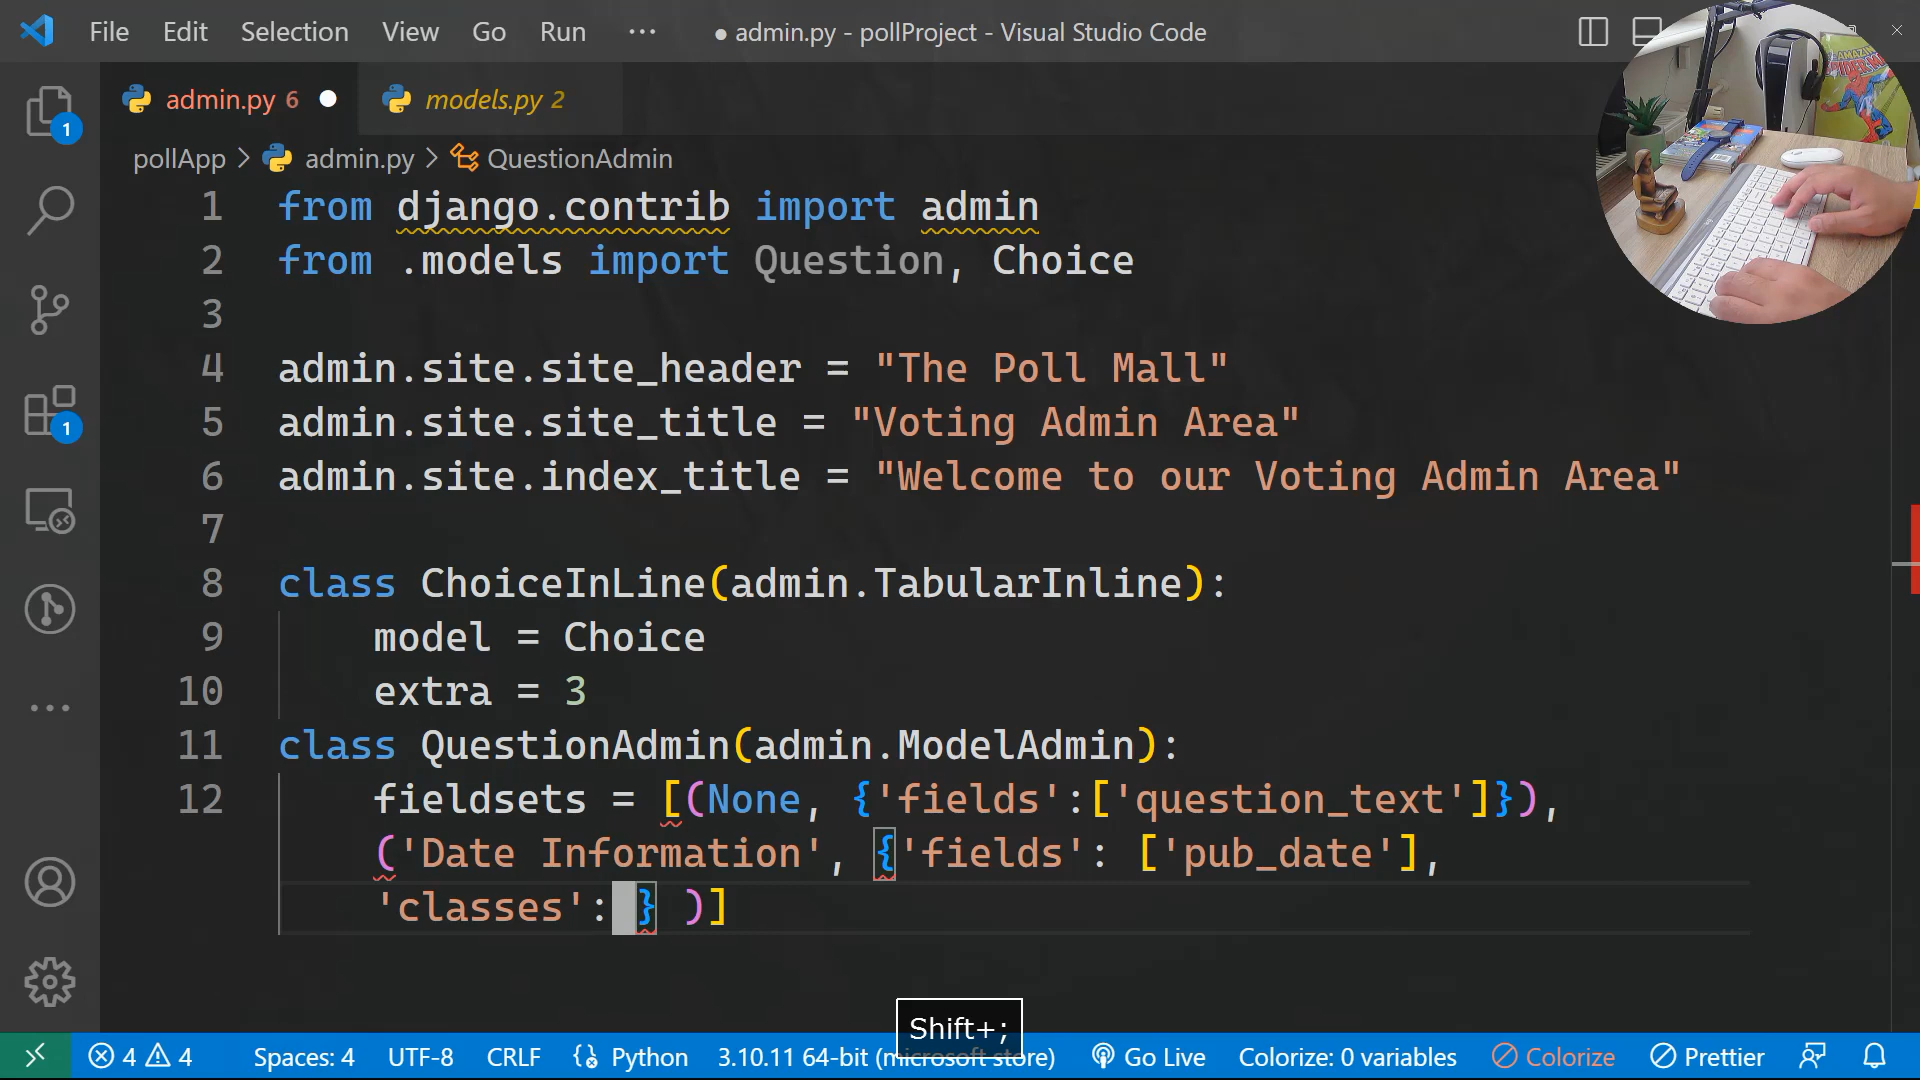 File Edit Selection View Go Run ··· ● admin.py - pollProject - Visual Studio Code
admin.py 6 ● models.py 2
pollApp > admin.py > QuestionAdmin
1 from django.contrib import admin
2 from .models import Question, Choice
3
4 admin.site.site_header = "The Poll Mall"
5 admin.site.site_title = "Voting Admin Area"
6 admin.site.index_title = "Welcome to our Voting Admin Area"
7
8 class ChoiceInLine(admin.TabularInline):
9 model = Choice
10 extra = 3
11 class QuestionAdmin(admin.ModelAdmin):
12 fieldsets = [(None, {'fields':['question_text']}),
('Date Information', {'fields': ['pub_date'],
'classes': } )]
1
1
Shift+;
4 4 Spaces: 4 UTF-8 CRLF Python 3.10.11 64-bit (microsoft store) Go Live Colorize: 0 variables Colorize Prettier
AMAZING
SPIDER-MAN